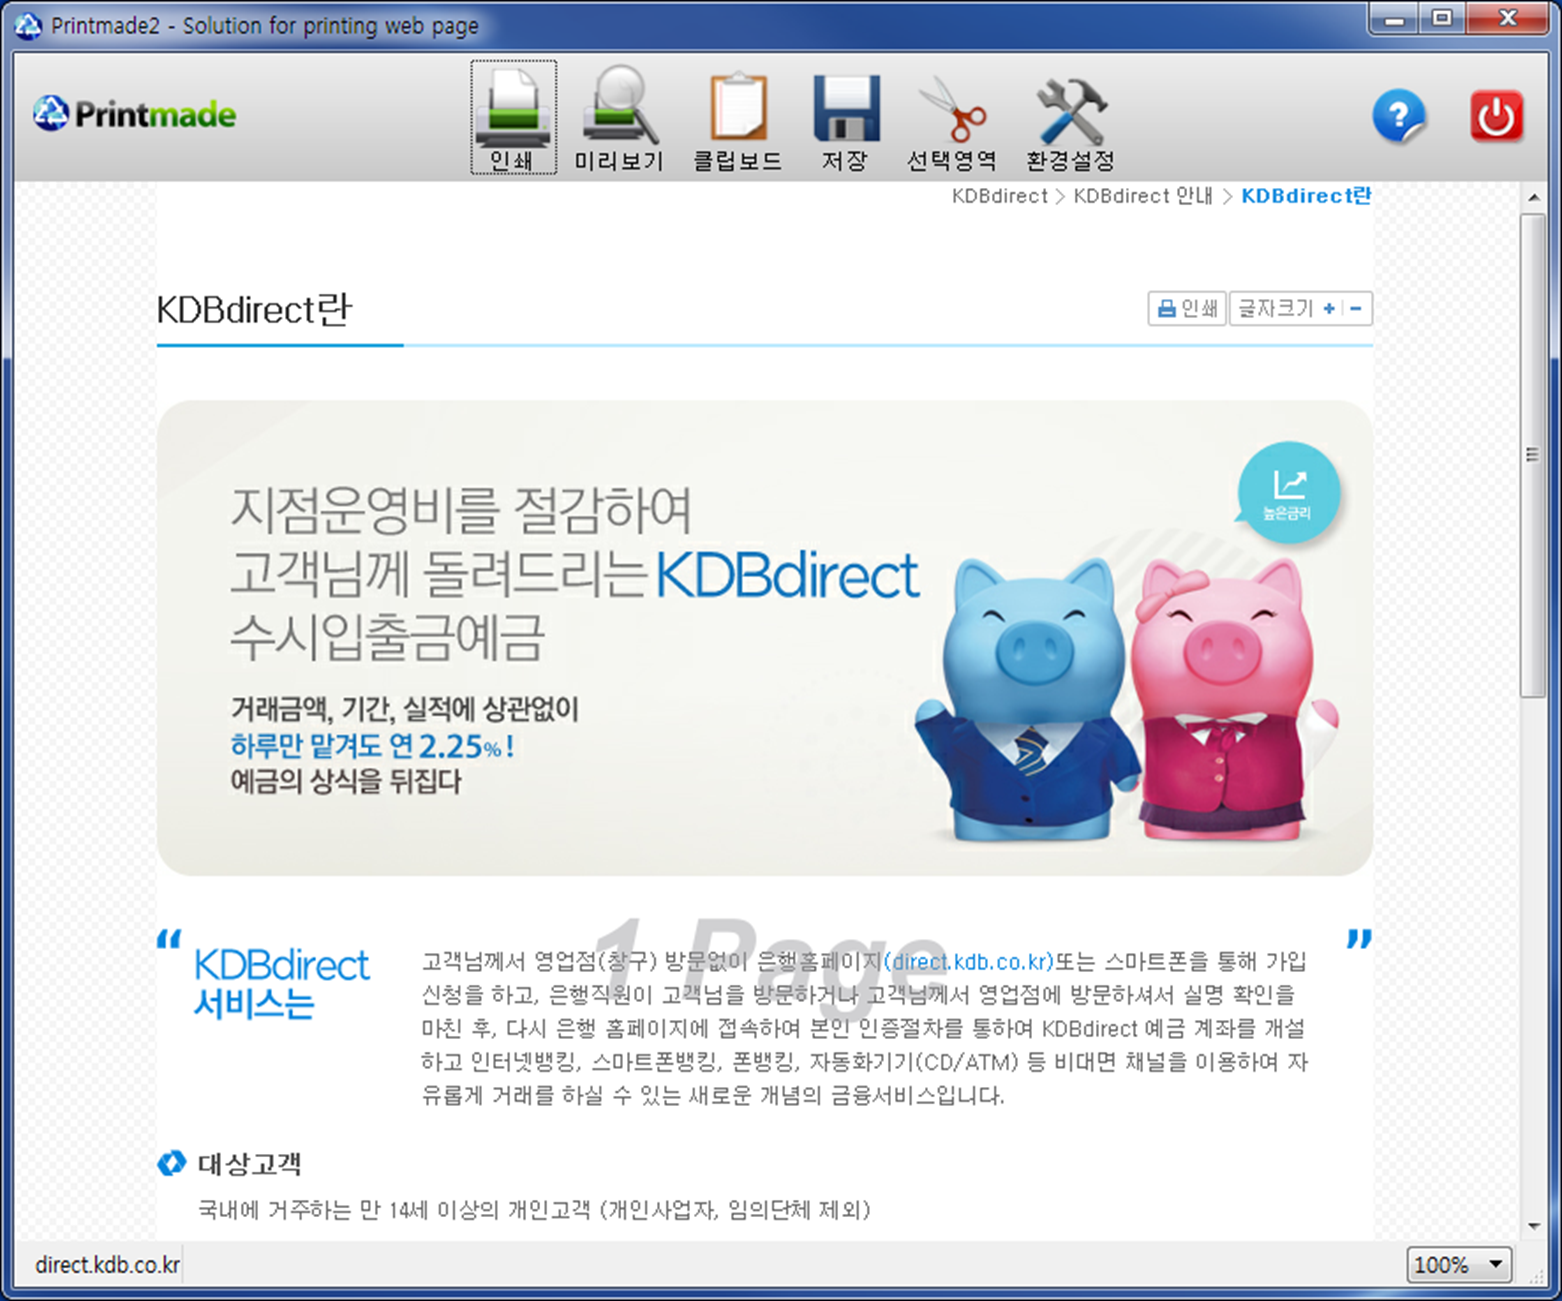 Printmade2 - Solution for printing web page
Printmade
인쇄 미리보기 클립보드 저장 선택영역 환경설정
?
KDBdirect > KDBdirect 안내 > KDBdirect란
KDBdirect란
인쇄 글자크기 + -
높은금리
지점운영비를 절감하여
고객님께 돌려드리는 KDBdirect
수시입출금예금
거래금액, 기간, 실적에 상관없이
하루만 맡겨도 연 2.25% !
예금의 상식을 뒤집다
1 Page
“ KDBdirect
서비스는
고객님께서 영업점(창구) 방문없이 은행홈페이지(direct.kdb.co.kr)또는 스마트폰을 통해 가입 ”
신청을 하고, 은행직원이 고객님을 방문하거나 고객님께서 영업점에 방문하셔서 실명 확인을
마친 후, 다시 은행 홈페이지에 접속하여 본인 인증절차를 통하여 KDBdirect 예금 계좌를 개설
하고 인터넷뱅킹, 스마트폰뱅킹, 폰뱅킹, 자동화기기(CD/ATM) 등 비대면 채널을 이용하여 자
유롭게 거래를 하실 수 있는 새로운 개념의 금융서비스입니다.
대상고객
국내에 거주하는 만 14세 이상의 개인고객 (개인사업자, 임의단체 제외)
direct.kdb.co.kr
100%